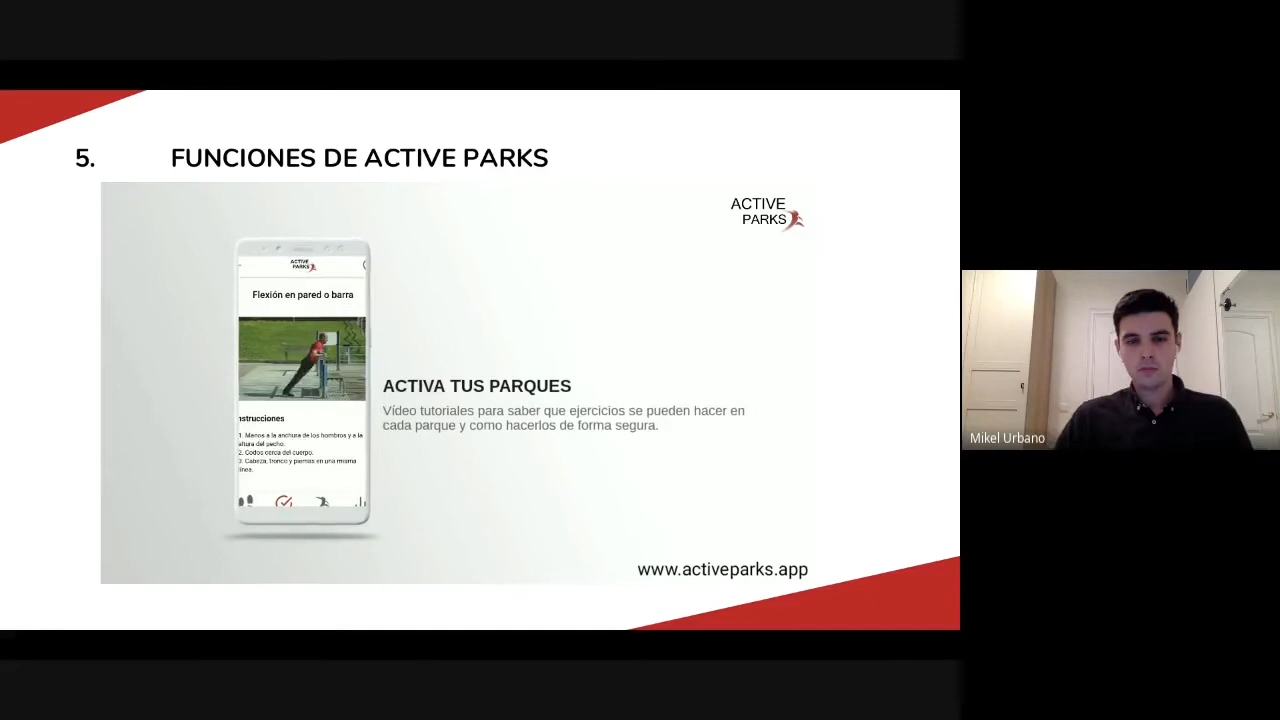 5. FUNCIONES DE ACTIVE PARKS
ACTIVE
PARKS
ACTIVE
PARKS
Flexión en pared o barra
nstrucciones
1. Manos a la anchura de los hombros y a la
altura del pecho.
2. Codos cerca del cuerpo.
3. Cabeza, tronco y piernas en una misma
línea.
ACTIVA TUS PARQUES
Vídeo tutoriales para saber que ejercicios se pueden hacer en
cada parque y como hacerlos de forma segura.
www.activeparks.app
Mikel Urbano